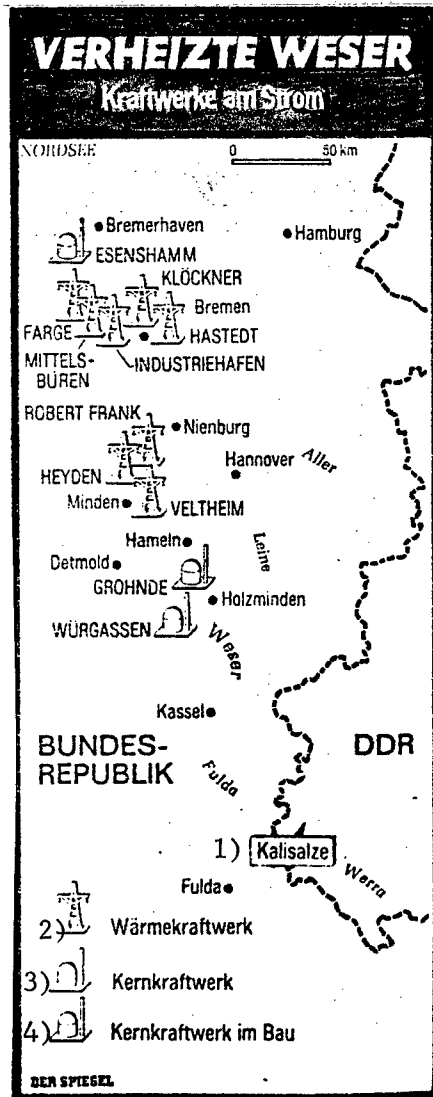 VERHEIZTE WESER
Kraftwerke am Strom
NORDSEE
0 50 km
Bremerhaven
Hamburg
ESENSHAMM
KLÖCKNER
Bremen
FARGE
HASTEDT
MITTELS-
BÜREN
INDUSTRIEHAFEN
ROBERT FRANK
Nienburg
Hannover
Aller
HEYDEN
Minden
VELTHEIM
Hameln
Leine
Detmold
GROHNDE
Holzminden
WÜRGASSEN
Weser
Kassel
BUNDES-
REPUBLIK
DDR
Fulda
1) Kalisalze
Werra
Fulda
2) Wärmekraftwerk
3) Kernkraftwerk
4) Kernkraftwerk im Bau
DER SPIEGEL